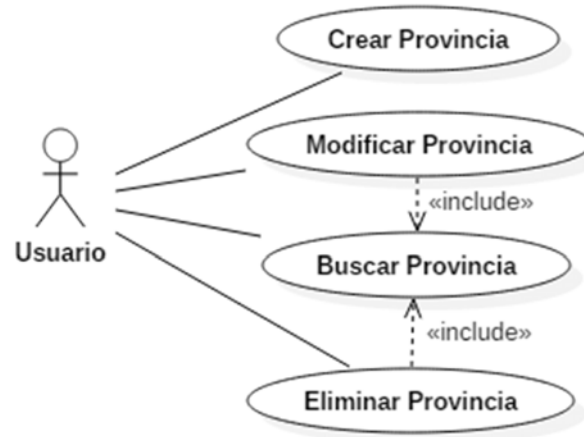 Crear Provincia
Modificar Provincia
«include»
Usuario
Buscar Provincia
«include»
Eliminar Provincia